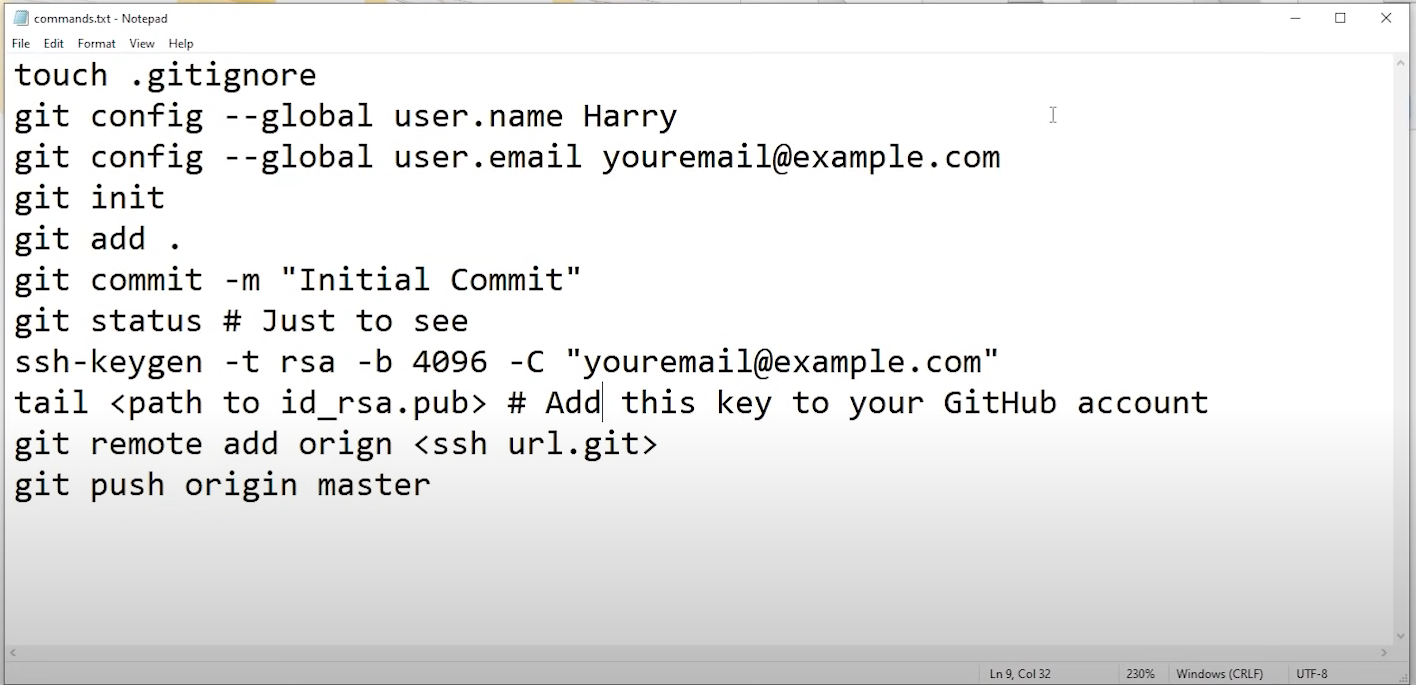 commands.txt - Notepad
File Edit Format View Help
touch .gitignore
git config --global user.name Harry
git config --global user.email youremail@example.com
git init
git add .
git commit -m "Initial Commit"
git status # Just to see
ssh-keygen -t rsa -b 4096 -C "youremail@example.com"
tail <path to id_rsa.pub> # Add this key to your GitHub account
git remote add orign <ssh url.git>
git push origin master
Ln 9, Col 32 230% Windows (CRLF) UTF-8